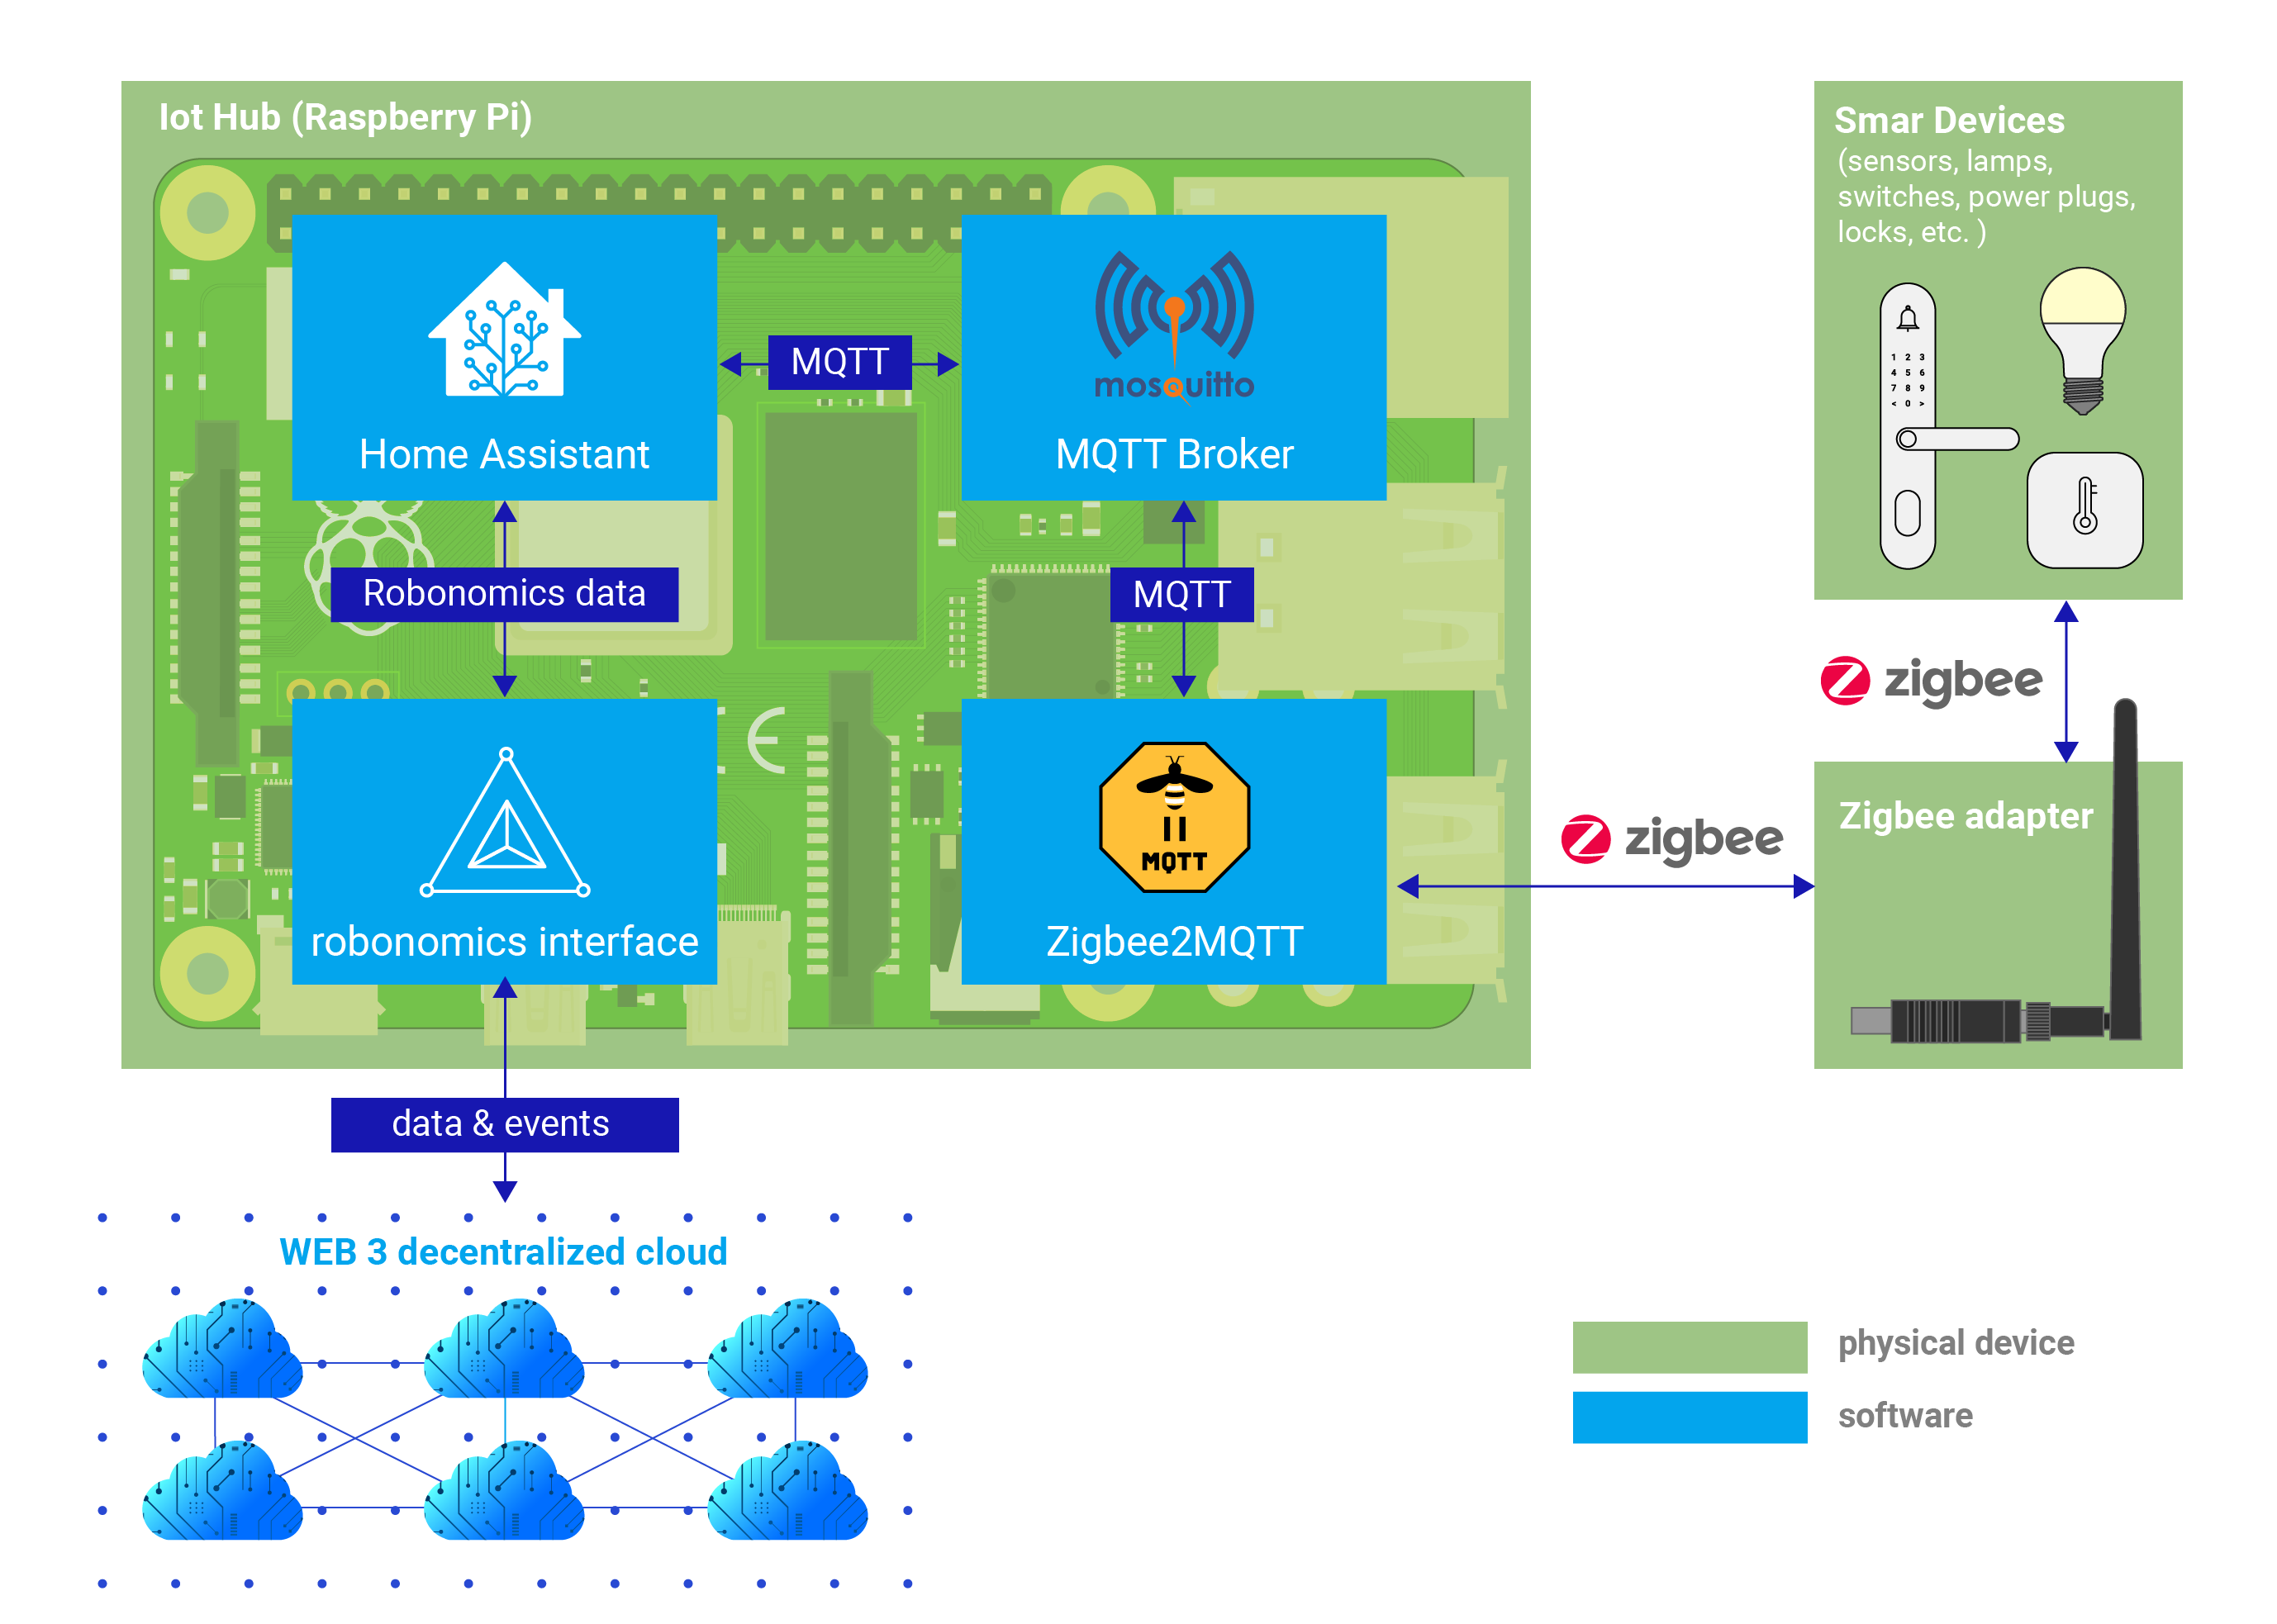 Iot Hub (Raspberry Pi)
Home Assistant
MQTT
mosquitto
MQTT Broker
Robonomics data
MQTT
robonomics interface
MQTT
Zigbee2MQTT
Smar Devices
(sensors, lamps,
switches, power plugs,
locks, etc. )
1 2 3
4 5 6
7 8 9
< 0 >
zigbee
zigbee
Zigbee adapter
data & events
WEB 3 decentralized cloud
physical device
software